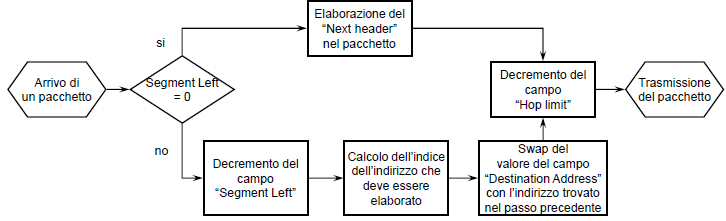 Elaborazione del
"Next header"
nel pacchetto
si
Arrivo di
un pacchetto
Segment Left
= 0
Decremento del
campo
"Hop limit"
Trasmissione
del pacchetto
no
Decremento del
campo
"Segment Left"
Calcolo dell'indice
dell'indirizzo che
deve essere
elaborato
Swap del
valore del campo
"Destination Address"
con l'indirizzo trovato
nel passo precedente